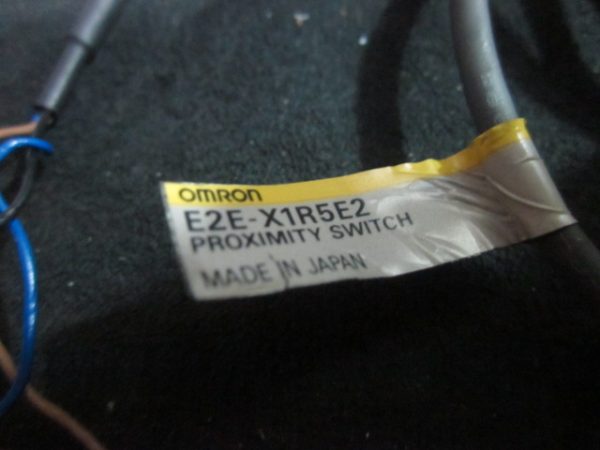 OMRON
E2E-X1R5E2
PROXIMITY SWITCH
MADE IN JAPAN